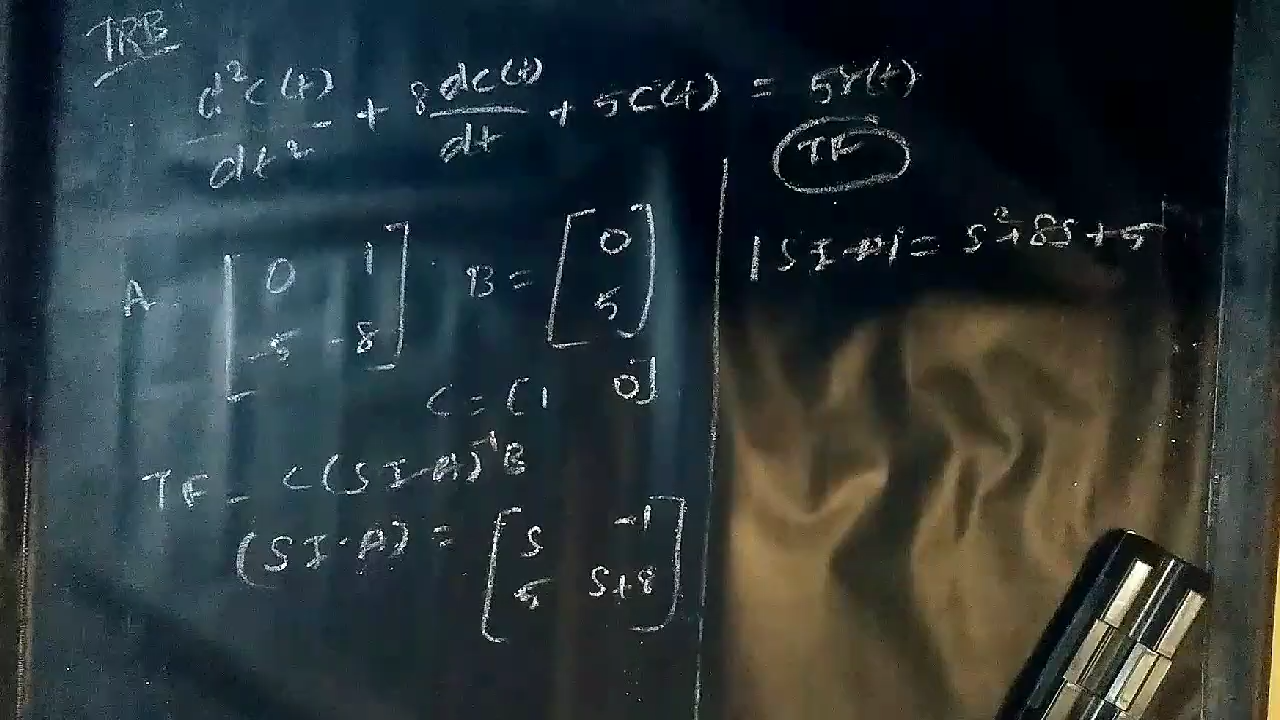 TRB
d²c(t)/dt² + 8 dc(t)/dt + 5c(t) = 5r(t)
TF
A [0 1; -5 -8] B = [0; 5]
C = [1 0]
TF = C(SI-A)⁻¹B
(SI-A) = [S -1; 5 S+8]
|SI-A| = s²+8s+5